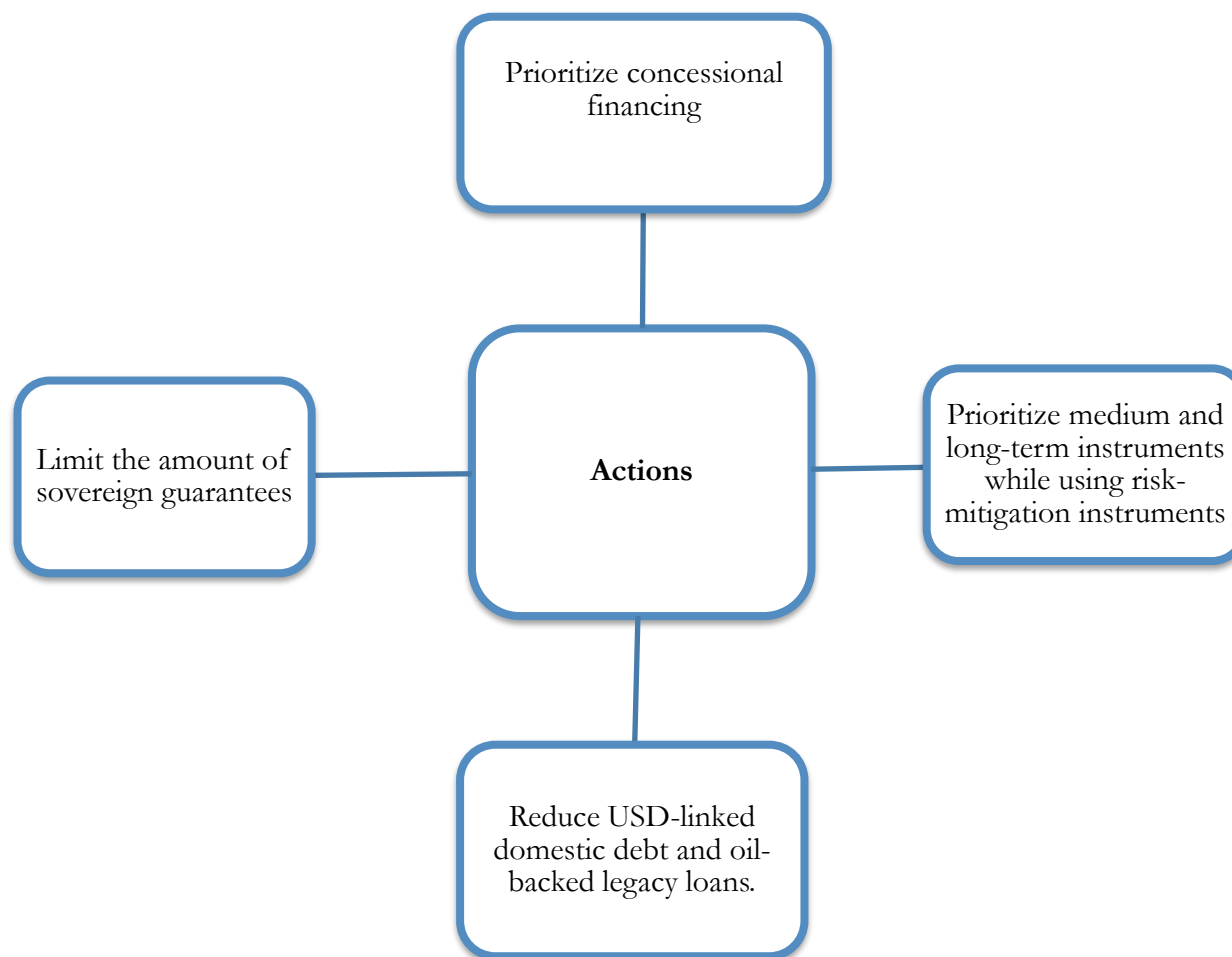 Prioritize concessional
financing
Limit the amount of
sovereign guarantees
Actions
Prioritize medium and
long-term instruments
while using risk-
mitigation instruments
Reduce USD-linked
domestic debt and oil-
backed legacy loans.